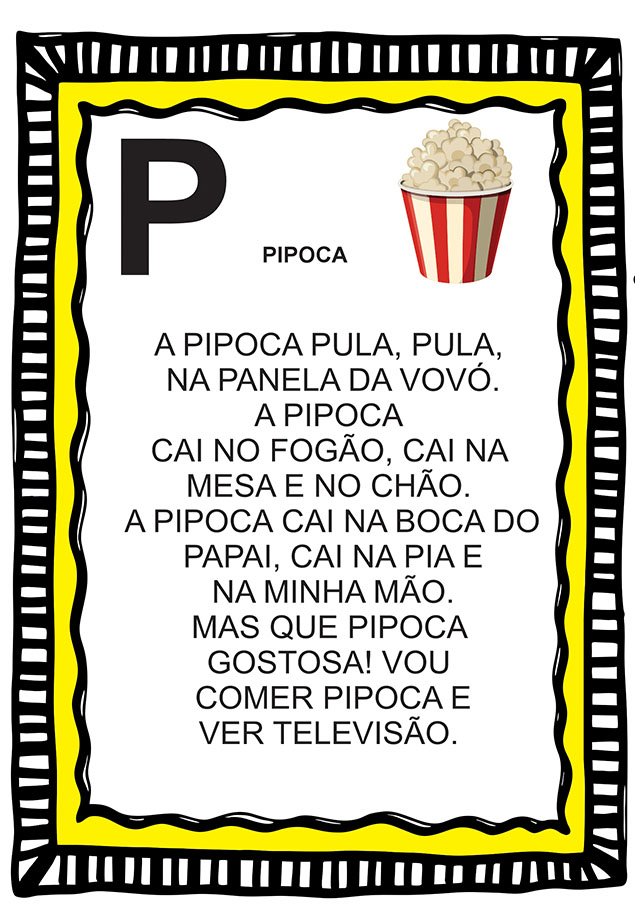 P
PIPOCA
A PIPOCA PULA, PULA,
NA PANELA DA VOVÓ.
A PIPOCA
CAI NO FOGÃO, CAI NA
MESA E NO CHÃO.
A PIPOCA CAI NA BOCA DO
PAPAI, CAI NA PIA E
NA MINHA MÃO.
MAS QUE PIPOCA
GOSTOSA! VOU
COMER PIPOCA E
VER TELEVISÃO.